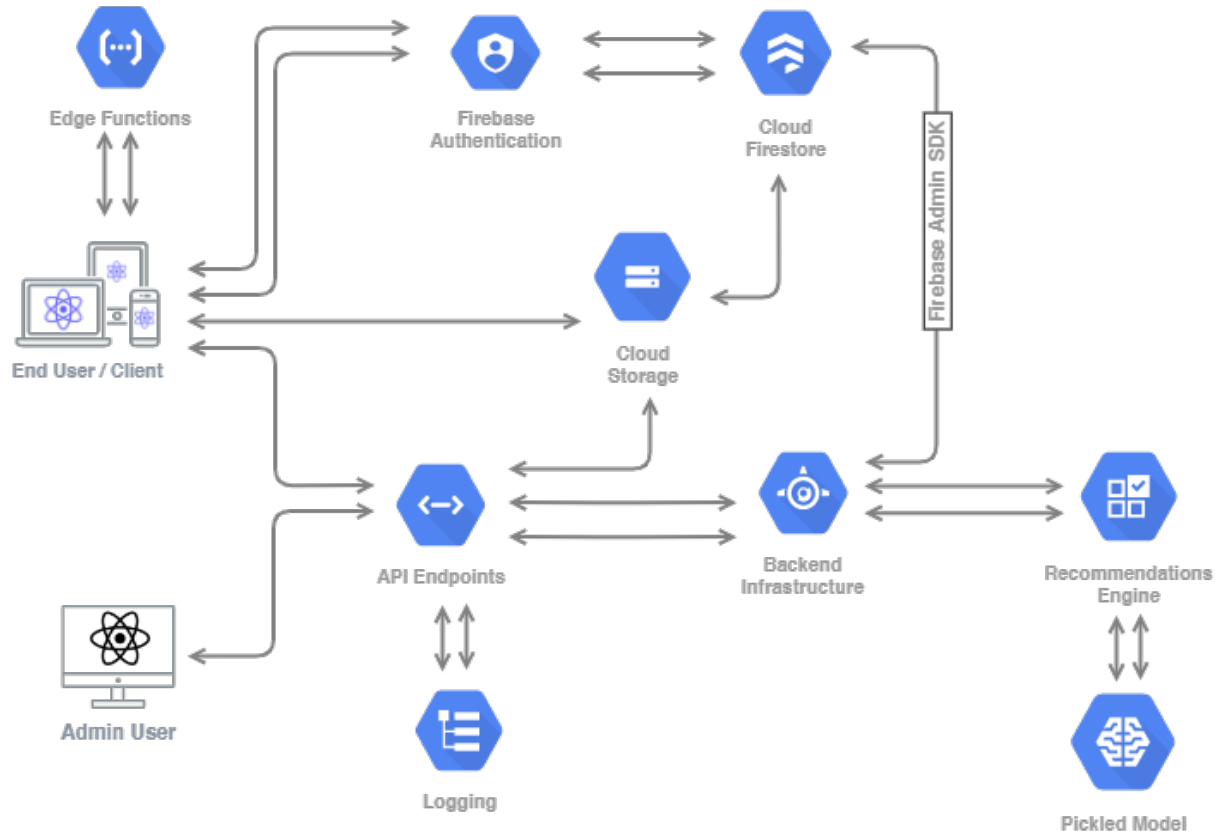 Edge Functions
Firebase
Authentication
Cloud
Firestore
Firebase Admin SDK
End User / Client
Cloud
Storage
API Endpoints
Backend
Infrastructure
Recommendations
Engine
Admin User
Logging
Pickled Model